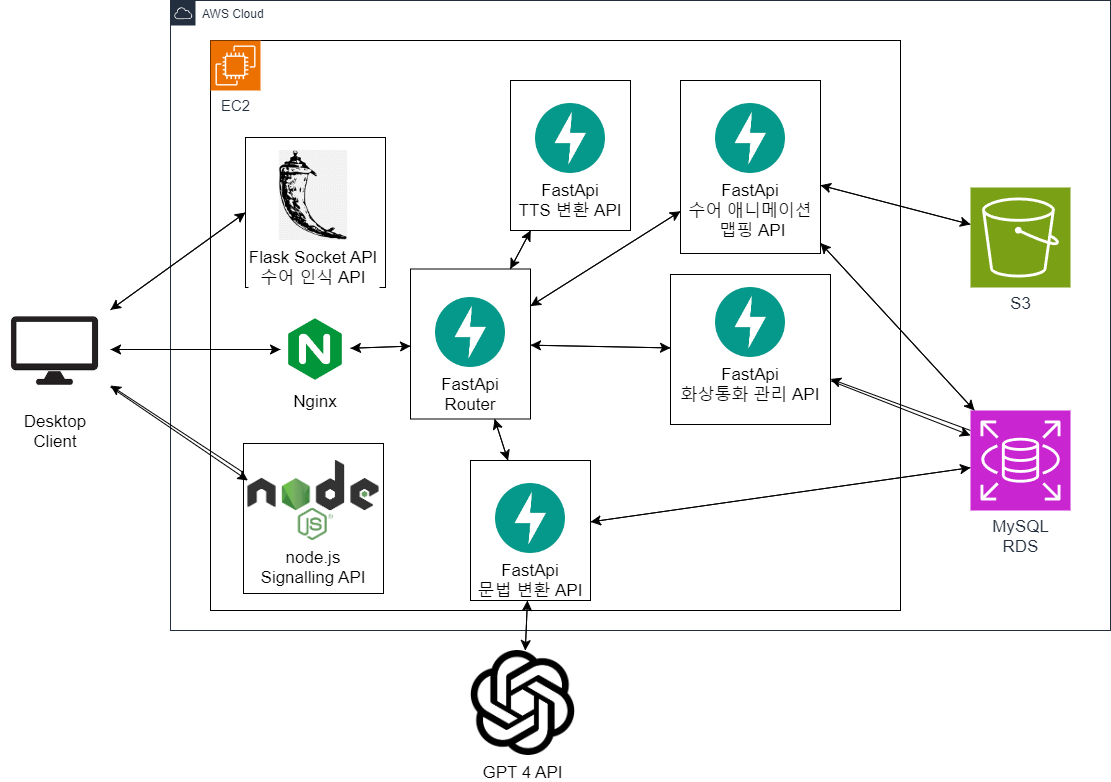 AWS Cloud
EC2
Flask Socket API
수어 인식 API
FastApi
TTS 변환 API
FastApi
수어 애니메이션
맵핑 API
S3
Desktop
Client
N
Nginx
FastApi
Router
FastApi
화상통화 관리 API
MySQL
RDS
node
JS
node.js
Signalling API
FastApi
문법 변환 API
GPT 4 API